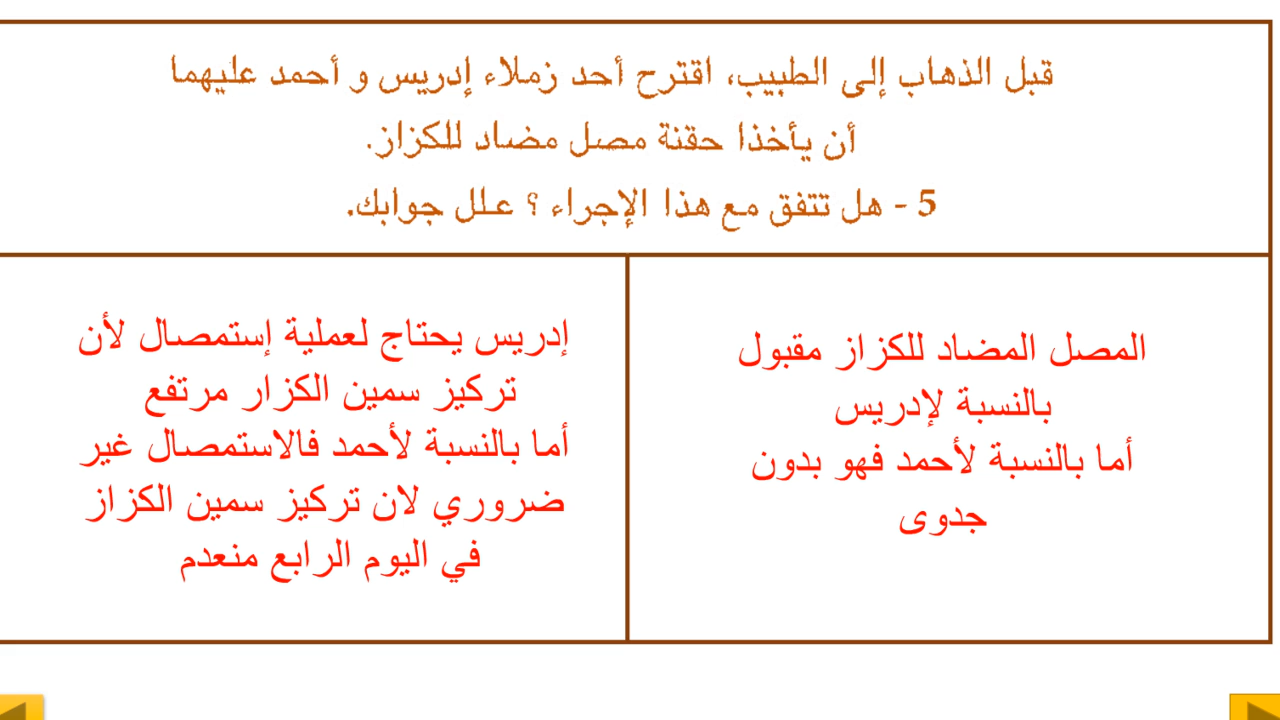 قبل الذهاب إلى الطبيب، اقترح أحد زملاء إدريس و أحمد عليهما
أن يأخذا حقنة مصل مضاد للكزاز.
5 - هل تتفق مع هذا الإجراء ؟ علل جوابك.
المصل المضاد للكزاز مقبول
بالنسبة لإدريس
أما بالنسبة لأحمد فهو بدون
جدوى
إدريس يحتاج لعملية إستمصال لأن
تركيز سمين الكزار مرتفع
أما بالنسبة لأحمد فالاستمصال غير
ضروري لان تركيز سمين الكزاز
في اليوم الرابع منعدم